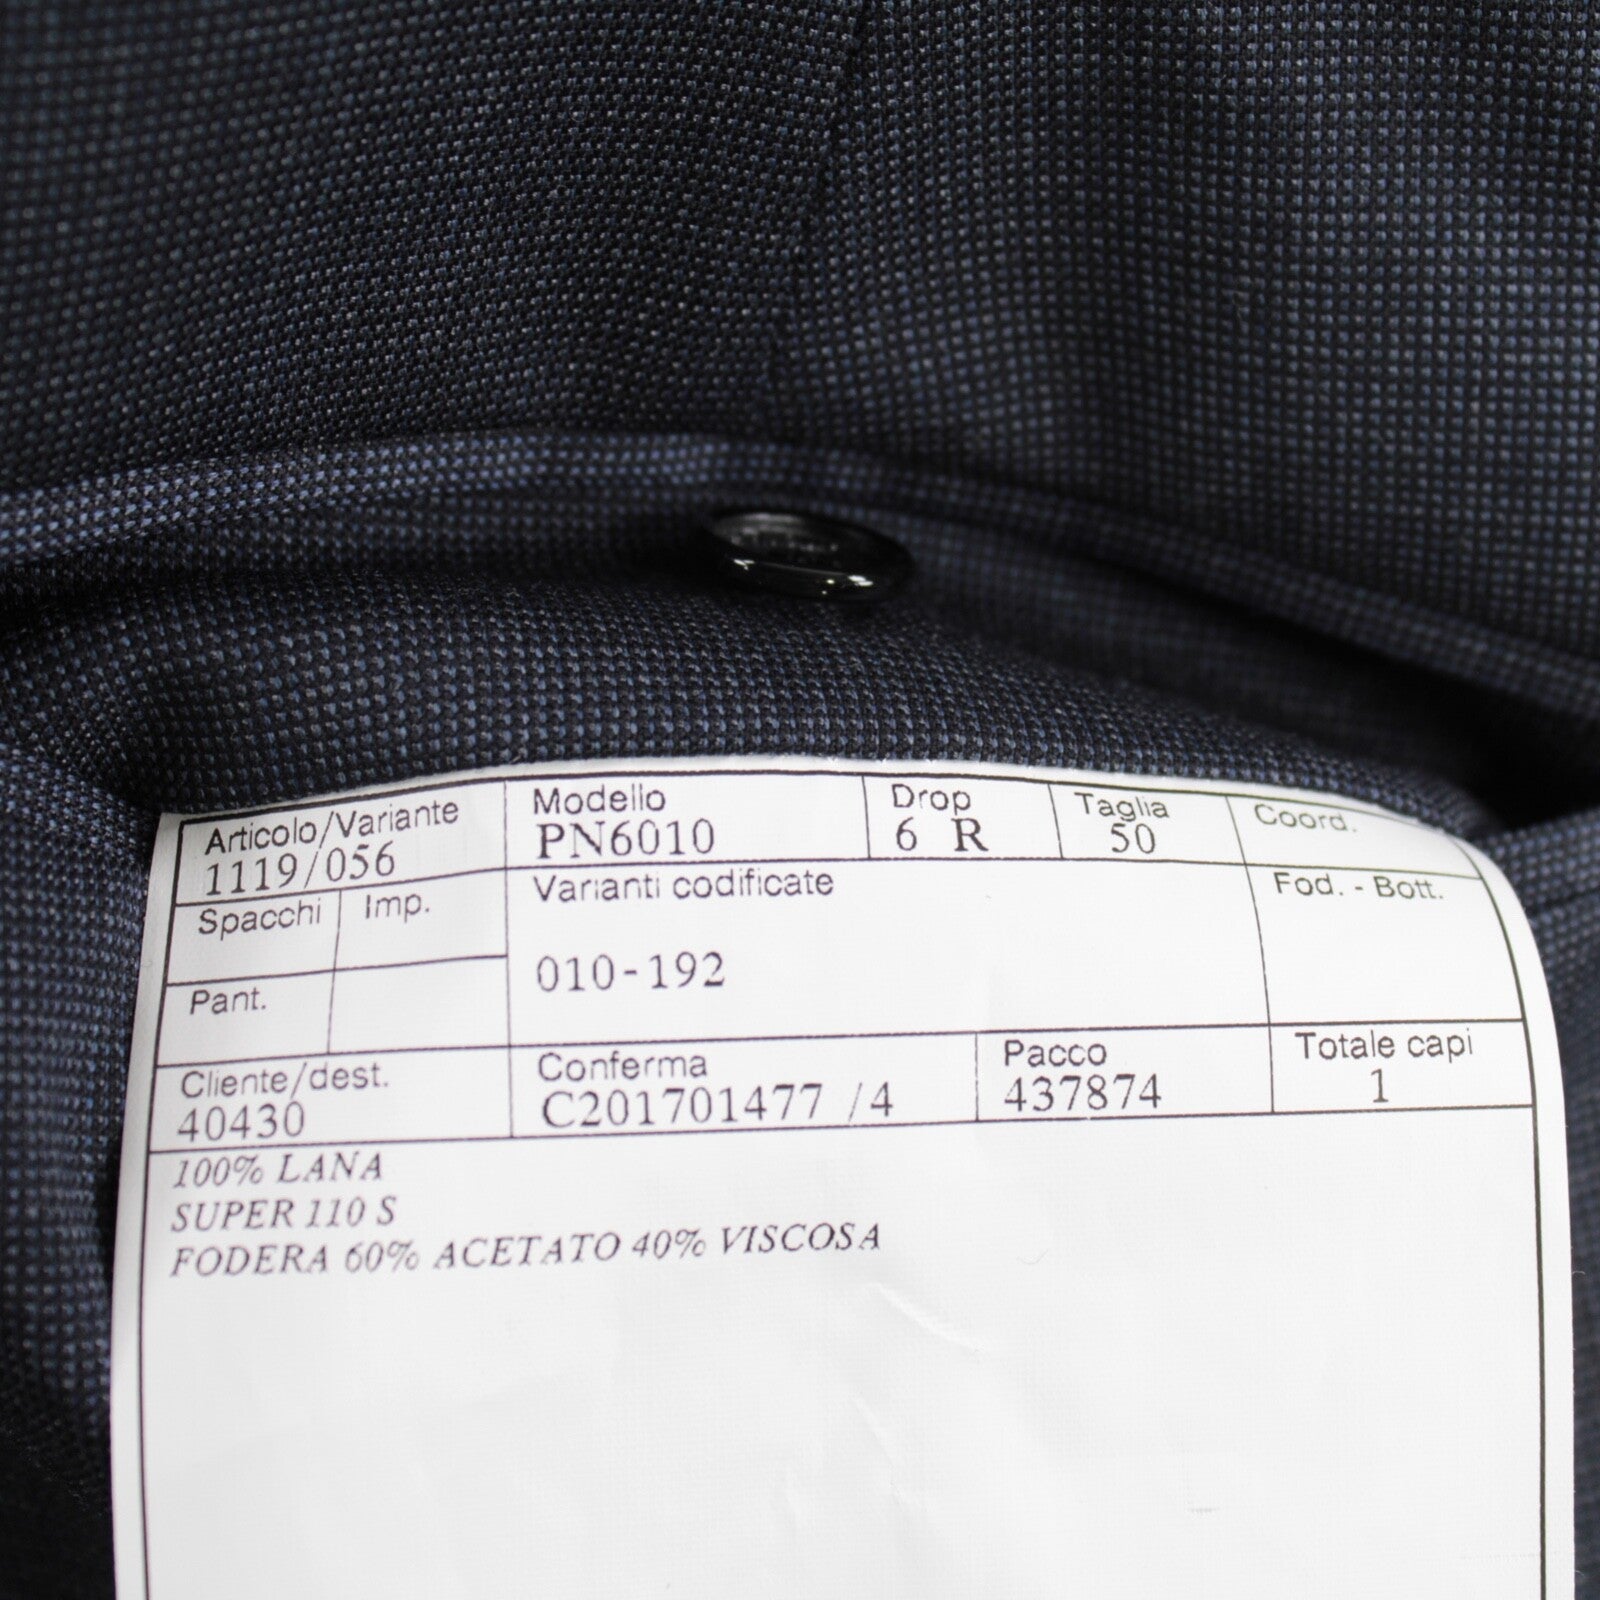 Articolo/Variante Modello Drop Taglia Coord.
1119/056 PN6010 6 R 50
Spacchi Imp. Varianti codificate Fod. - Bott.
010-192
Pant.
Cliente/dest. Conferma Pacco Totale capi
40430 C201701477 /4 437874 1
100% LANA
SUPER 110 S
FODERA 60% ACETATO 40% VISCOSA